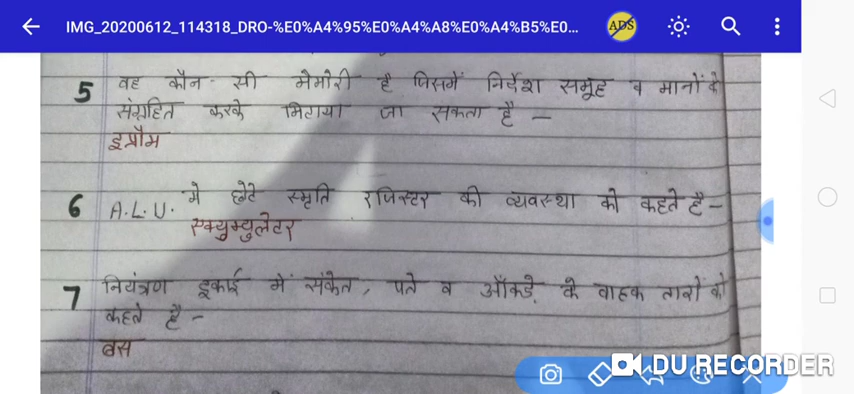 IMG_20200612_114318_DRO-%E0%A4%95%E0%A4%A8%E0%A4%B5%E0...
ADS
5 वह कौन-सी मेमोरी है जिसमें निर्देश समूह व मानों को
संग्रहित करके मिटाया जा सकता है –
इप्रौम
6 A.L.U. मे छोटे स्मृति रजिस्टर की व्यवस्था को कहते है–
एक्युम्युलेटर
7 नियंत्रण इकाई में संकेत, पते व आँकड़े के वाहक तारों को
कहते है –
बस
DU RECORDER